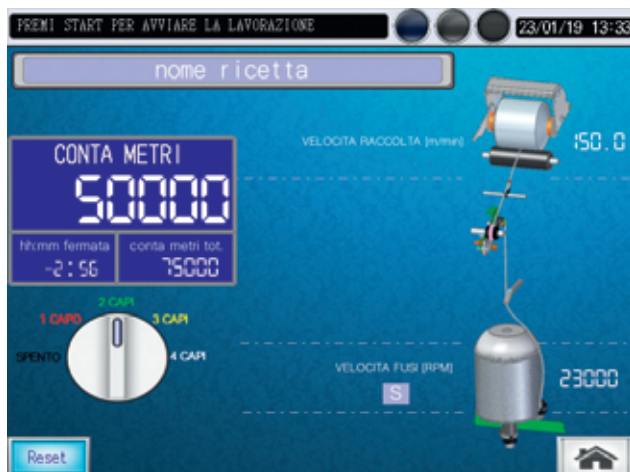 PREMI START PER AVVIARE LA LAVORAZIONE
23/01/19 13:33
nome ricetta
VELOCITA RACCOLTA [m/min]
150.0
CONTA METRI
50000
hh:mm fermata
conta metri tot.
-2:56
75000
2 CAPI
1 CAPO
3 CAPI
SPENTO
4 CAPI
VELOCITA FUSI [RPM]
23000
S
Reset